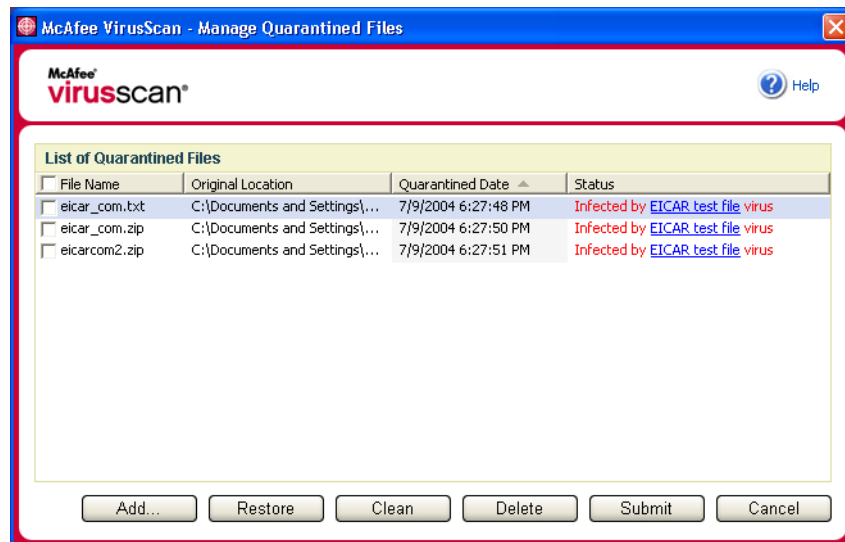 McAfee VirusScan - Manage Quarantined Files
McAfee®
virusscan®
Help
List of Quarantined Files
File Name Original Location Quarantined Date Status
eicar_com.txt C:\Documents and Settings\... 7/9/2004 6:27:48 PM Infected by EICAR test file virus
eicar_com.zip C:\Documents and Settings\... 7/9/2004 6:27:50 PM Infected by EICAR test file virus
eicarcom2.zip C:\Documents and Settings\... 7/9/2004 6:27:51 PM Infected by EICAR test file virus
Add... Restore Clean Delete Submit Cancel